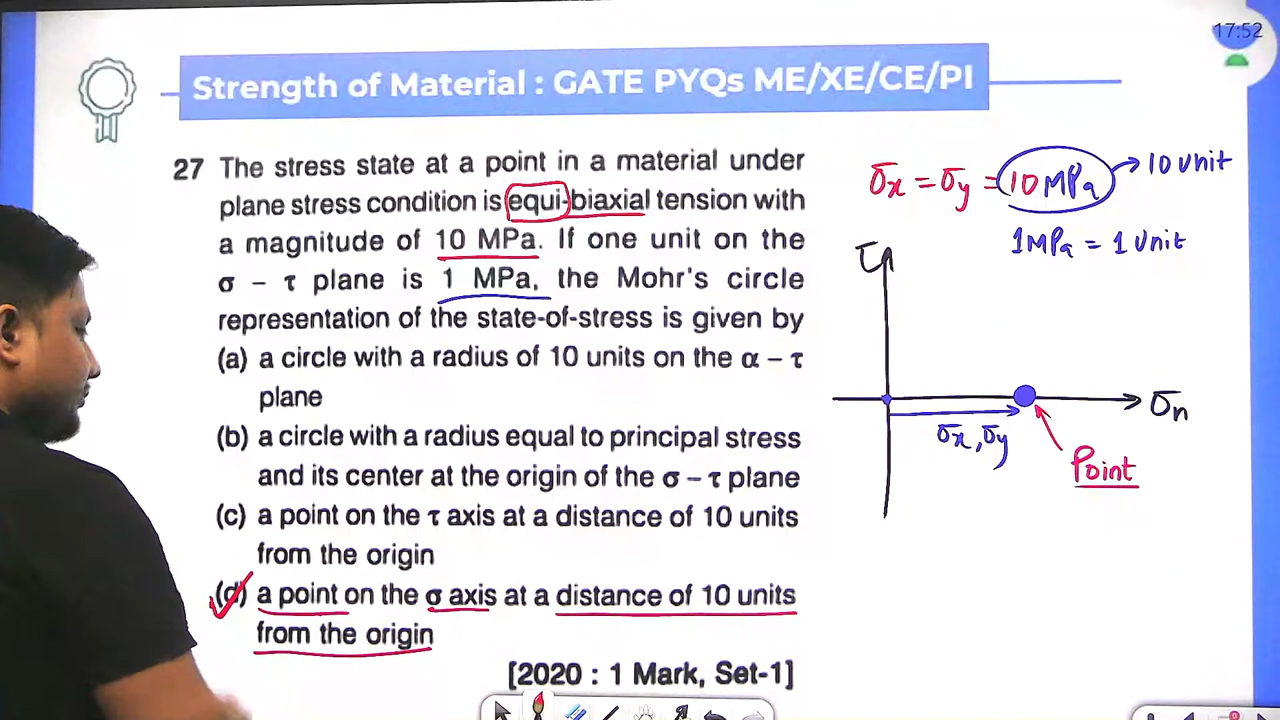 17:52
Strength of Material : GATE PYQs ME/XE/CE/PI
27 The stress state at a point in a material under
plane stress condition is equi-biaxial tension with
a magnitude of 10 MPa. If one unit on the
σ – τ plane is 1 MPa, the Mohr's circle
representation of the state-of-stress is given by
(a) a circle with a radius of 10 units on the α – τ
plane
(b) a circle with a radius equal to principal stress
and its center at the origin of the σ – τ plane
(c) a point on the τ axis at a distance of 10 units
from the origin
(d) a point on the σ axis at a distance of 10 units
from the origin
[2020 : 1 Mark, Set-1]
σx = σy = 10 MPa → 10 Unit
1 MPa = 1 Unit
τ
σn
σx, σy
Point